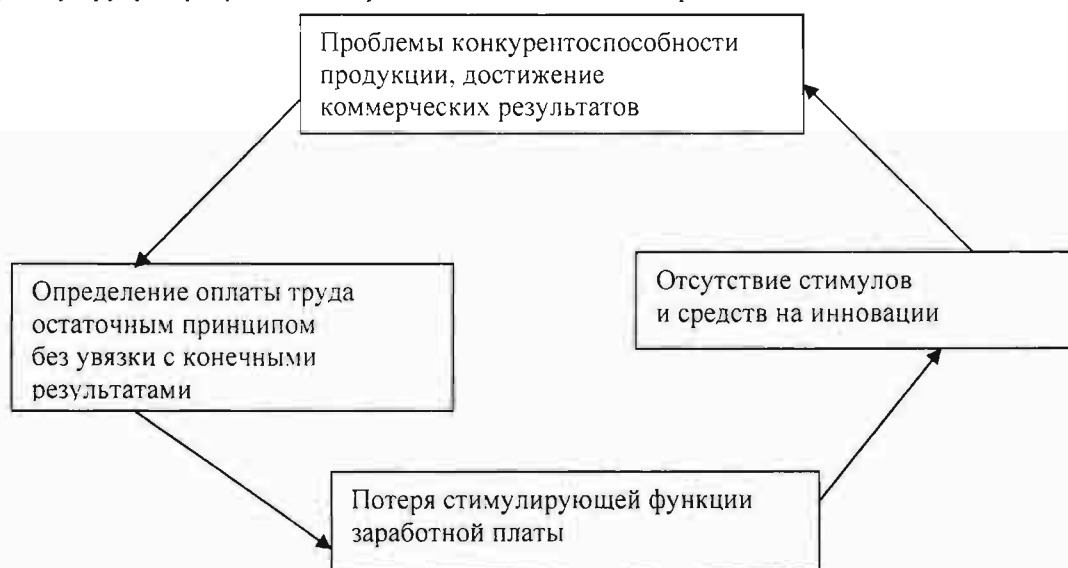 Проблемы конкурентоспособности
продукции, достижение
коммерческих результатов
Определение оплаты труда
остаточным принципом
без увязки с конечными
результатами
Отсутствие стимулов
и средств на инновации
Потеря стимулирующей функции
заработной платы